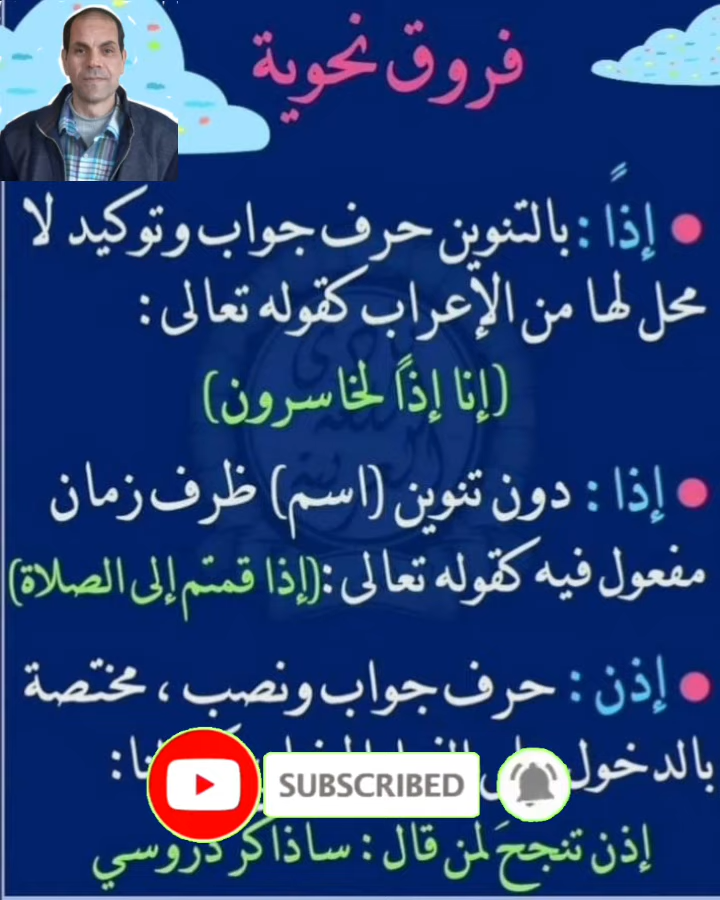 فروق نحوية
إذاً : بالتنوين حرف جواب وتوكيد لا
محل لها من الإعراب كقوله تعالى :
(إنا إذاً لخاسرون)
إذا : دون تنوين (اسم) ظرف زمان
مفعول فيه كقوله تعالى :(إذا قمتم إلى الصلاة)
إذن : حرف جواب ونصب ، مختصة
بالدخول
SUBSCRIBED
إذن تنجحَ لمن قال : ساذاكر دروسي